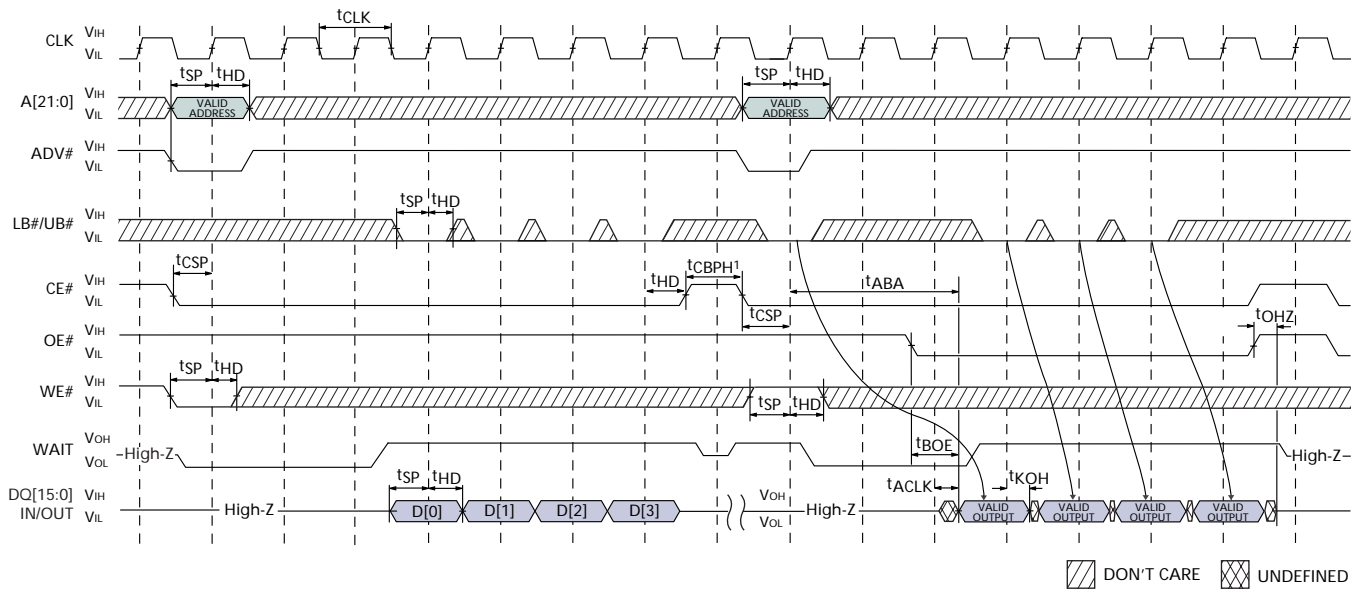 tCLK
CLK VIH
VIL
tSP tHD tSP tHD
A[21:0] VIH
VIL
VALID
ADDRESS
VALID
ADDRESS
ADV# VIH
VIL
tSP tHD
LB#/UB# VIH
VIL
tCSP tHD tCBPH1 tABA
CE# VIH
VIL
tCSP tOHZ
OE# VIH
VIL
tSP tHD
WE# VIH
VIL
tSP tHD
WAIT VOH
VOL
High-Z
tBOE
High-Z
tSP tHD tACLK tKOH
DQ[15:0]
IN/OUT
VIH
VIL
High-Z D[0] D[1] D[2] D[3]
VOH
VOL
High-Z
VALID
OUTPUT
VALID
OUTPUT
VALID
OUTPUT
VALID
OUTPUT
DON'T CARE UNDEFINED